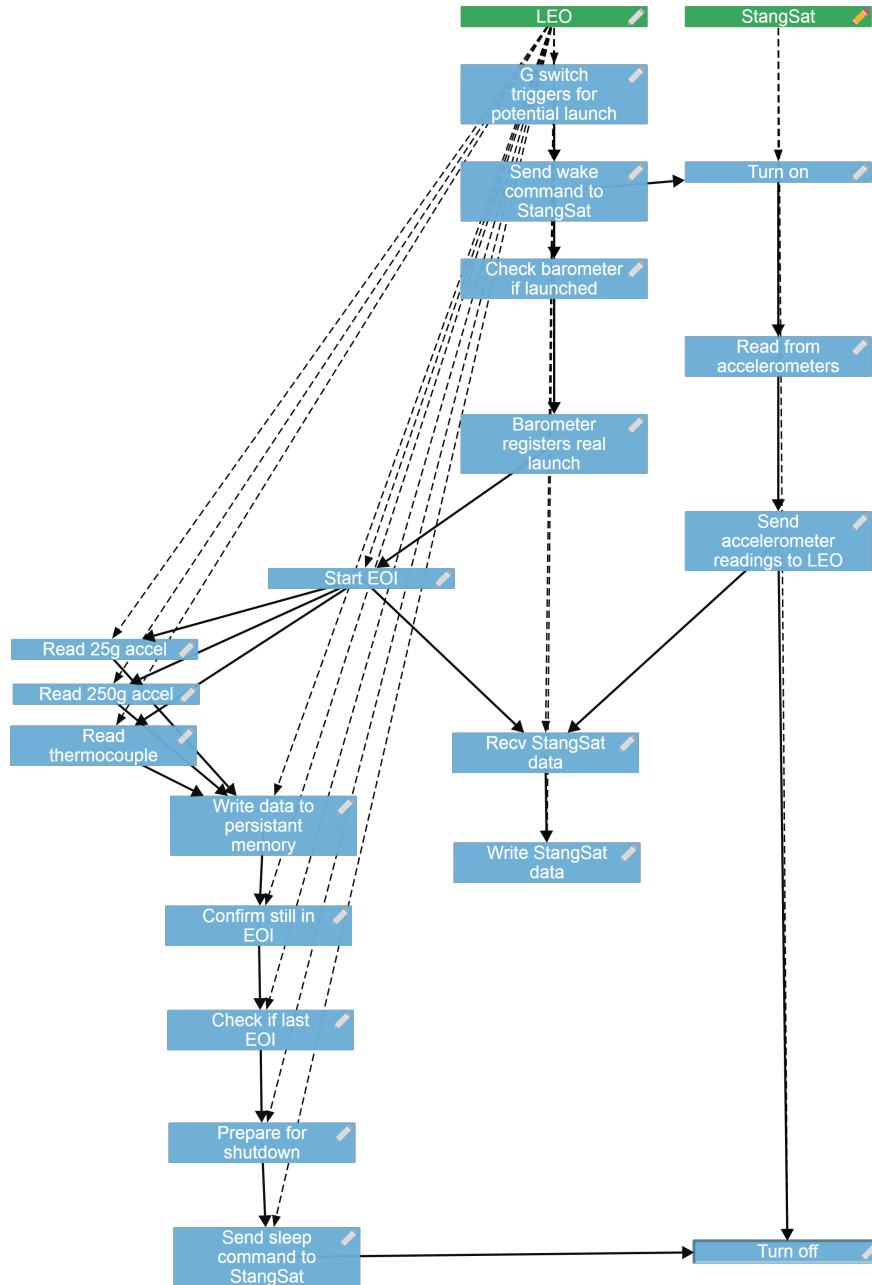 LEO
StangSat
G switch
triggers for
potential launch
Send wake
command to
StangSat
Turn on
Check barometer
if launched
Read from
accelerometers
Barometer
registers real
launch
Send
accelerometer
readings to LEO
Start EOI
Read 25g accel
Read 250g accel
Read
thermocouple
Recv StangSat
data
Write data to
persistant
memory
Write StangSat
data
Confirm still in
EOI
Check if last
EOI
Prepare for
shutdown
Send sleep
command to
StangSat
Turn off